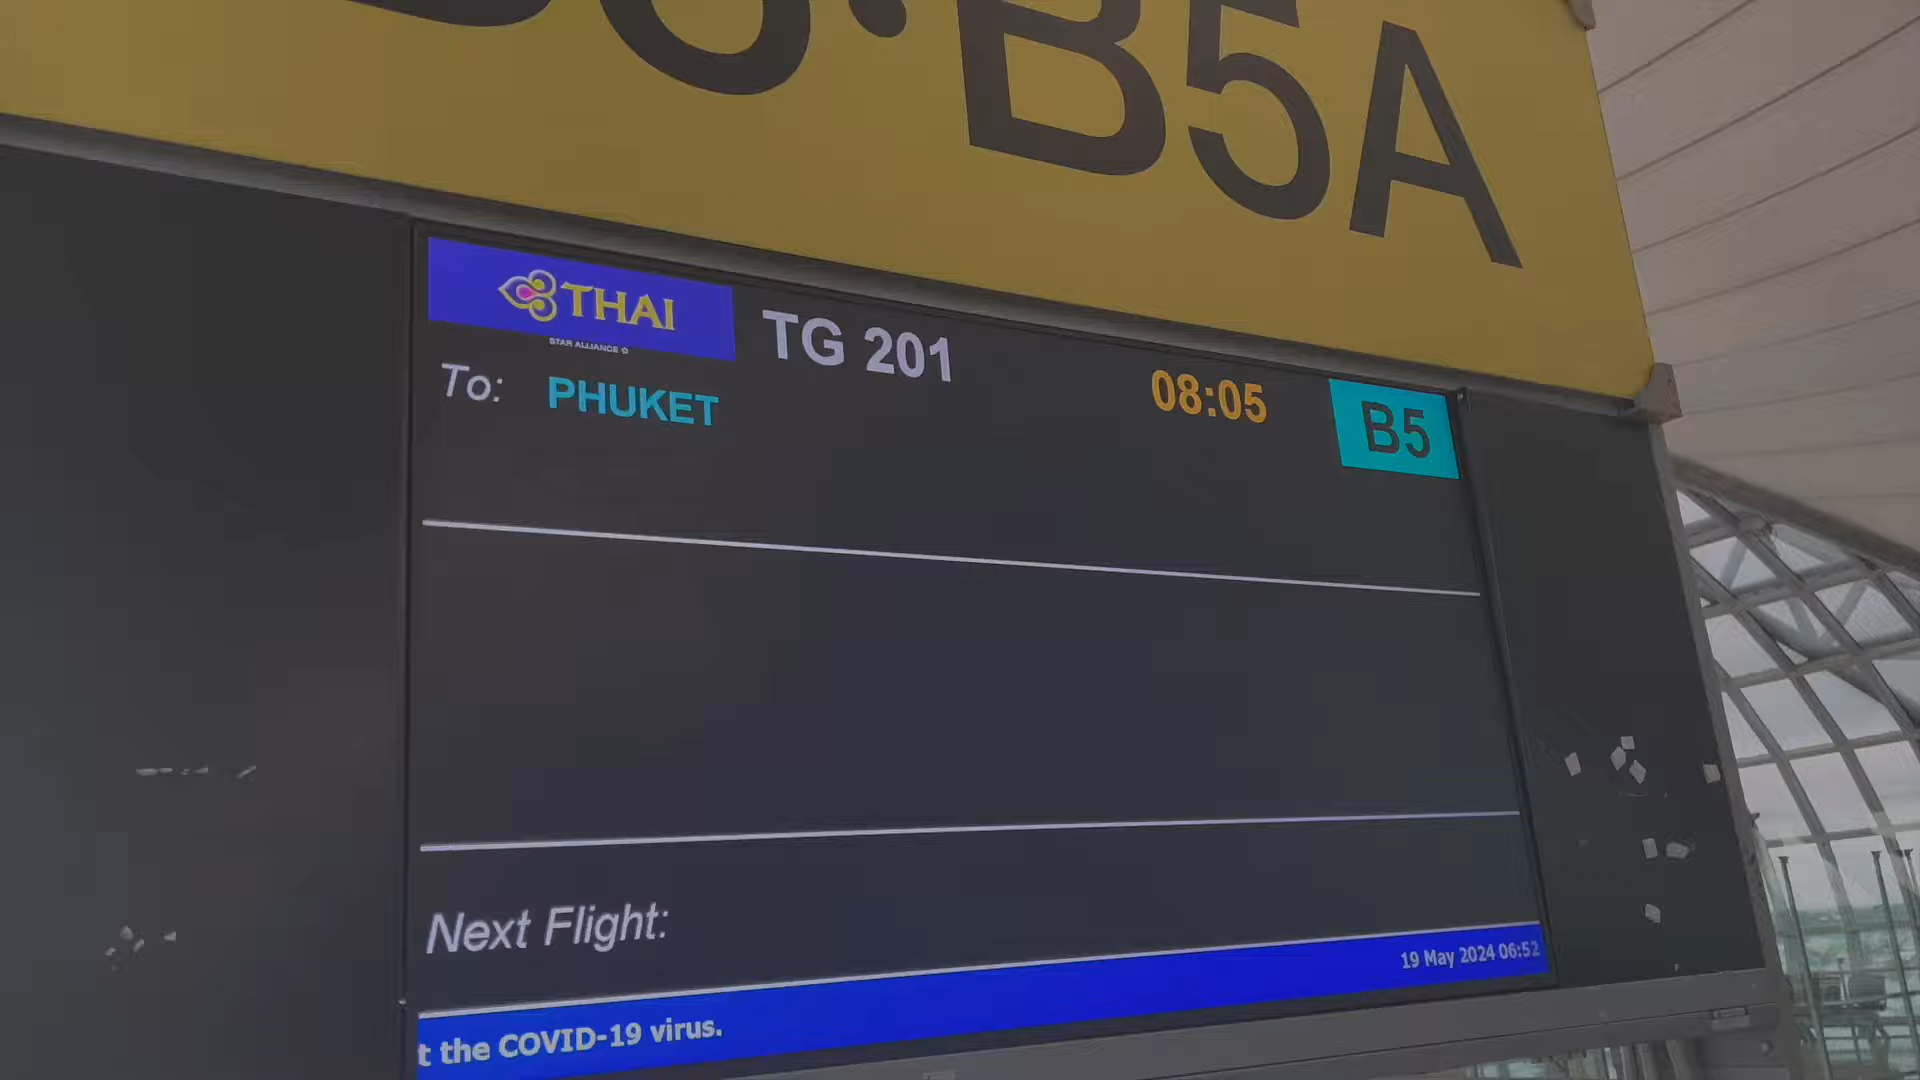 B5A
THAI
STAR ALLIANCE
TG 201
To: PHUKET
08:05
B5
Next Flight:
19 May 2024 06:52
t the COVID-19 virus.